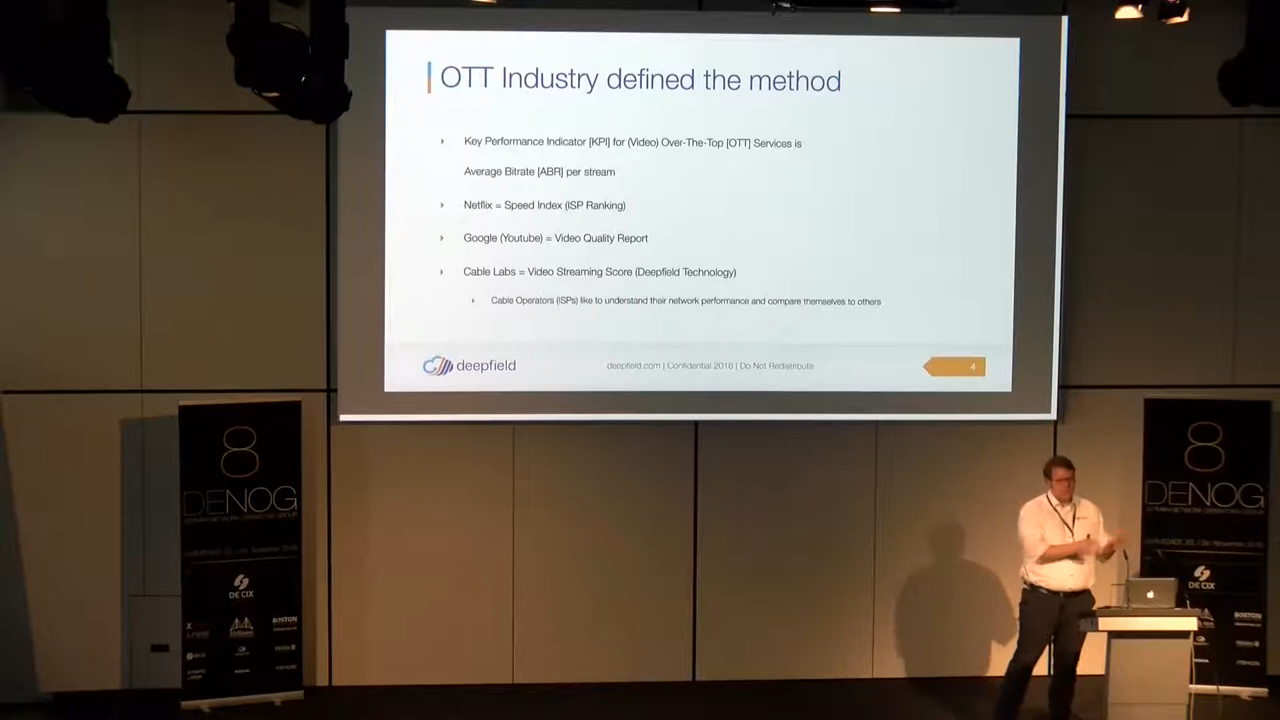 OTT Industry defined the method
Key Performance Indicator [KPI] for (Video) Over-The-Top [OTT] Services is
Average Bitrate [ABR] per stream
Netflix = Speed Index (ISP Ranking)
Google (Youtube) = Video Quality Report
Cable Labs = Video Streaming Score (Deepfield Technology)
Cable Operators (ISPs) like to understand their network performance and compare themselves to others
deepfield
deepfield.com | Confidential 2016 | Do Not Redistribute
4
8
DENOG
DE CIX
BOSTON
8
DENOG
DE CIX
BOSTON